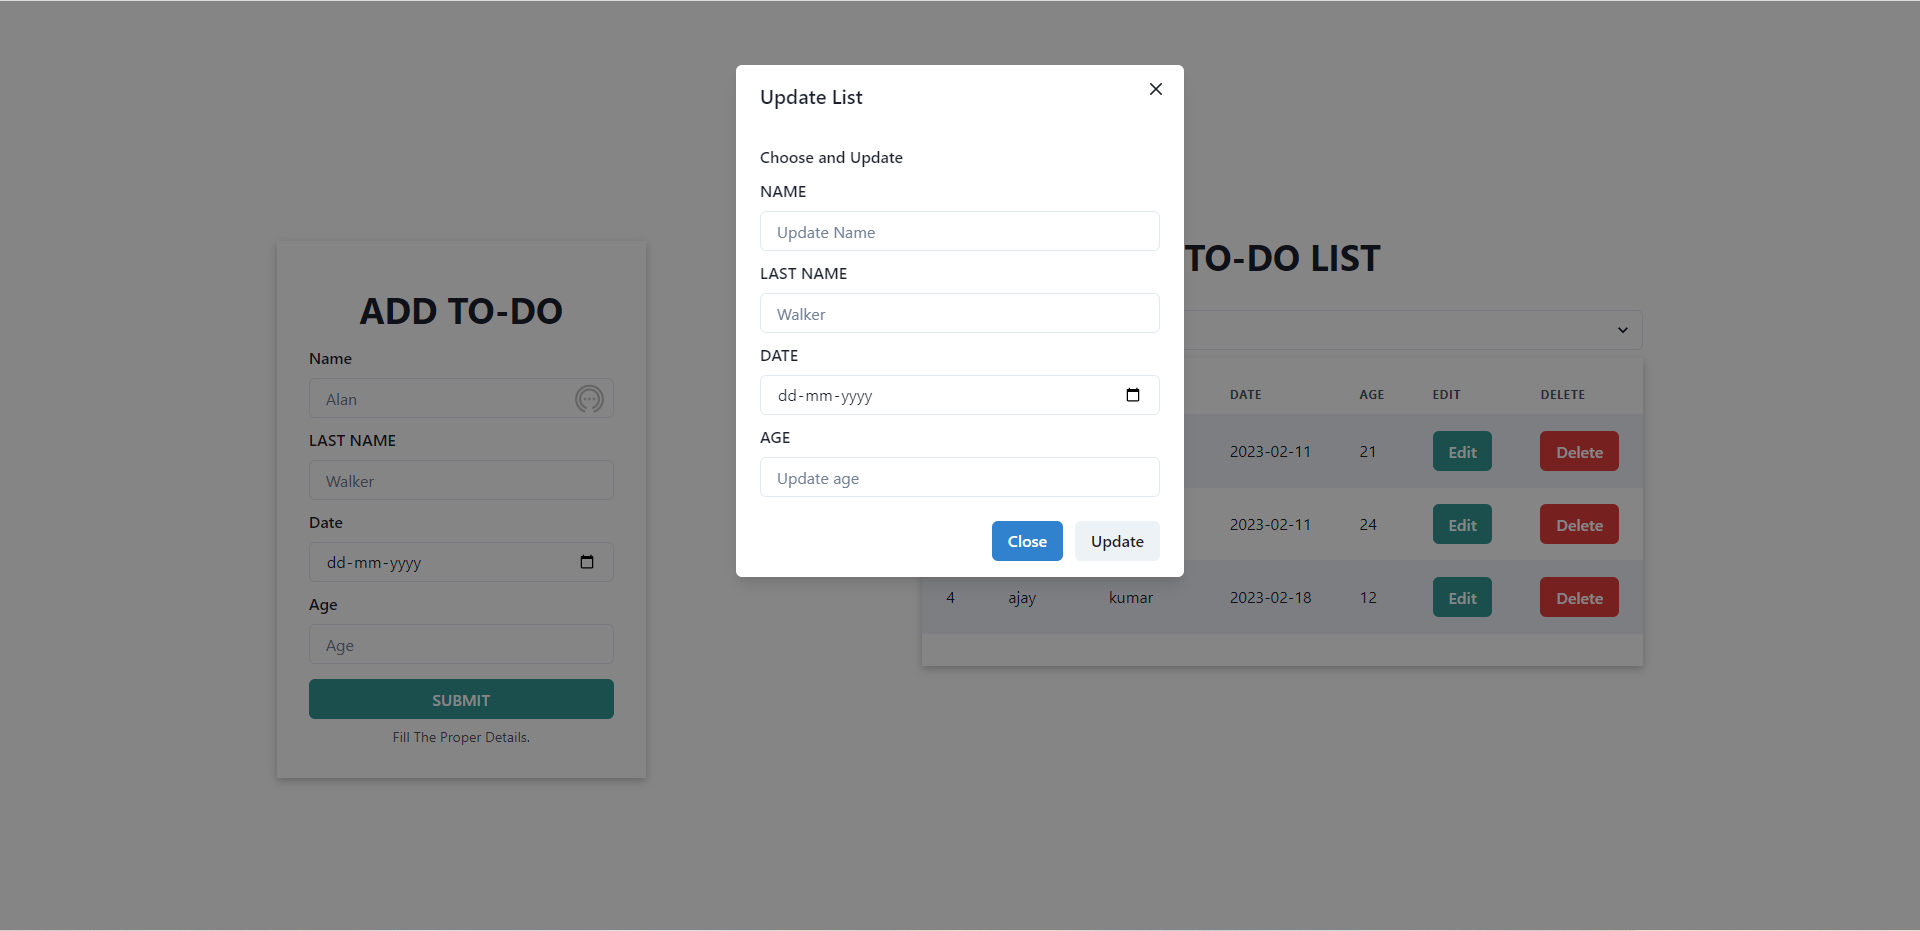 Update List
Choose and Update
NAME
Update Name
LAST NAME
Walker
DATE
dd-mm-yyyy
AGE
Update age
Close Update
ADD TO-DO
Name
Alan
LAST NAME
Walker
Date
dd-mm-yyyy
Age
Age
SUBMIT
Fill The Proper Details.
TO-DO LIST
DATE AGE EDIT DELETE
2023-02-11 21 Edit Delete
2023-02-11 24 Edit Delete
4 ajay kumar 2023-02-18 12 Edit Delete